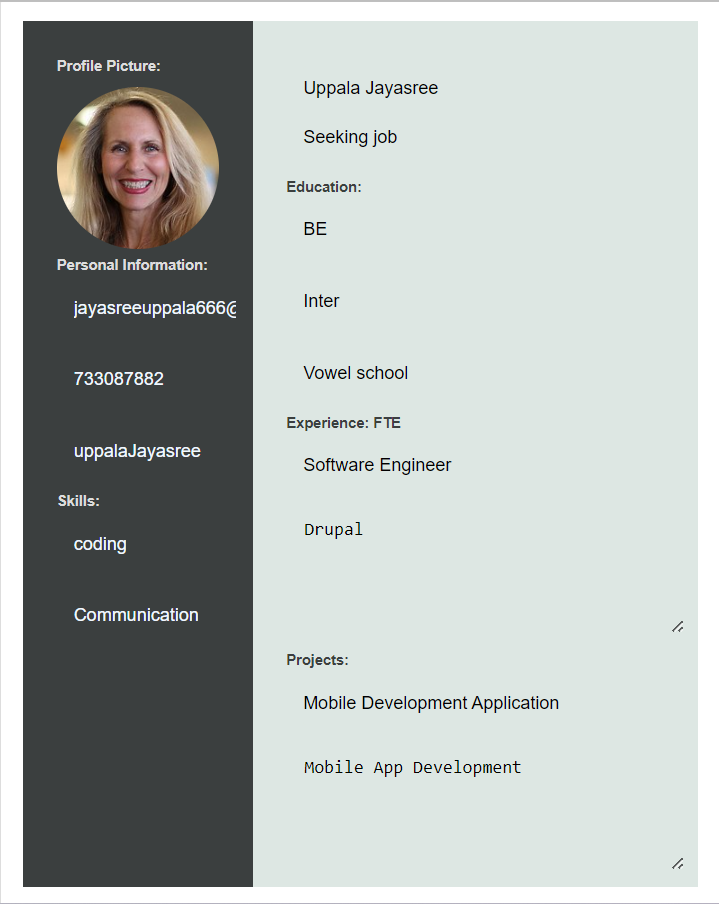 Profile Picture:
Personal Information:
jayasreeuppala666@
733087882
uppalaJayasree
Skills:
coding
Communication
Uppala Jayasree
Seeking job
Education:
BE
Inter
Vowel school
Experience: FTE
Software Engineer
Drupal
Projects:
Mobile Development Application
Mobile App Development